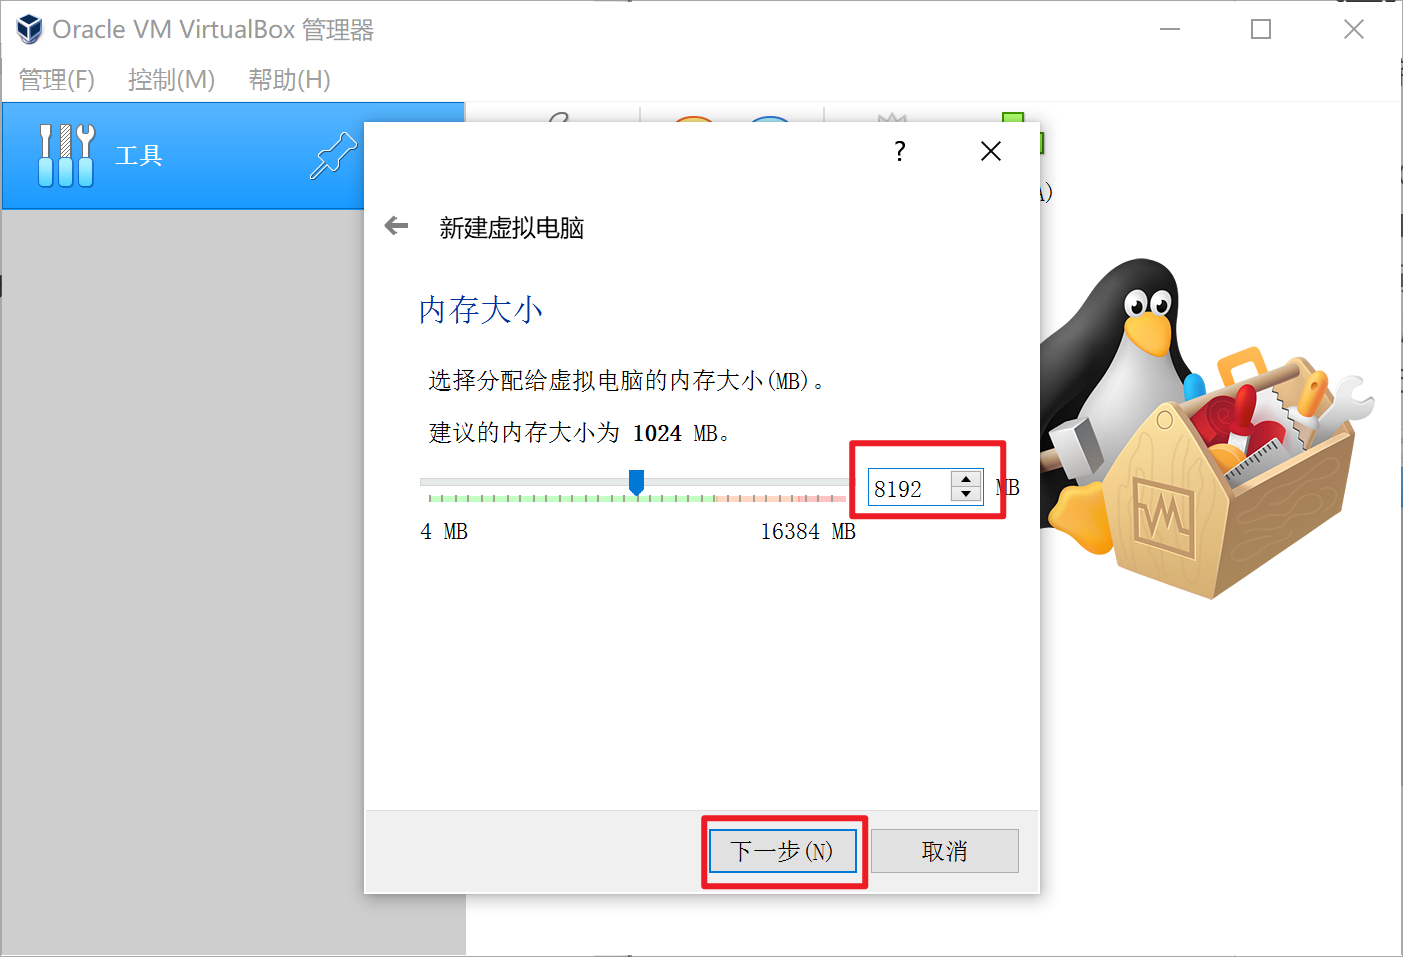 Oracle VM VirtualBox 管理器
管理(F) 控制(M) 帮助(H)
工具
?
新建虚拟电脑
内存大小
选择分配给虚拟电脑的内存大小(MB)。
建议的内存大小为 1024 MB。
8192 MB
4 MB 16384 MB
下一步(N) 取消